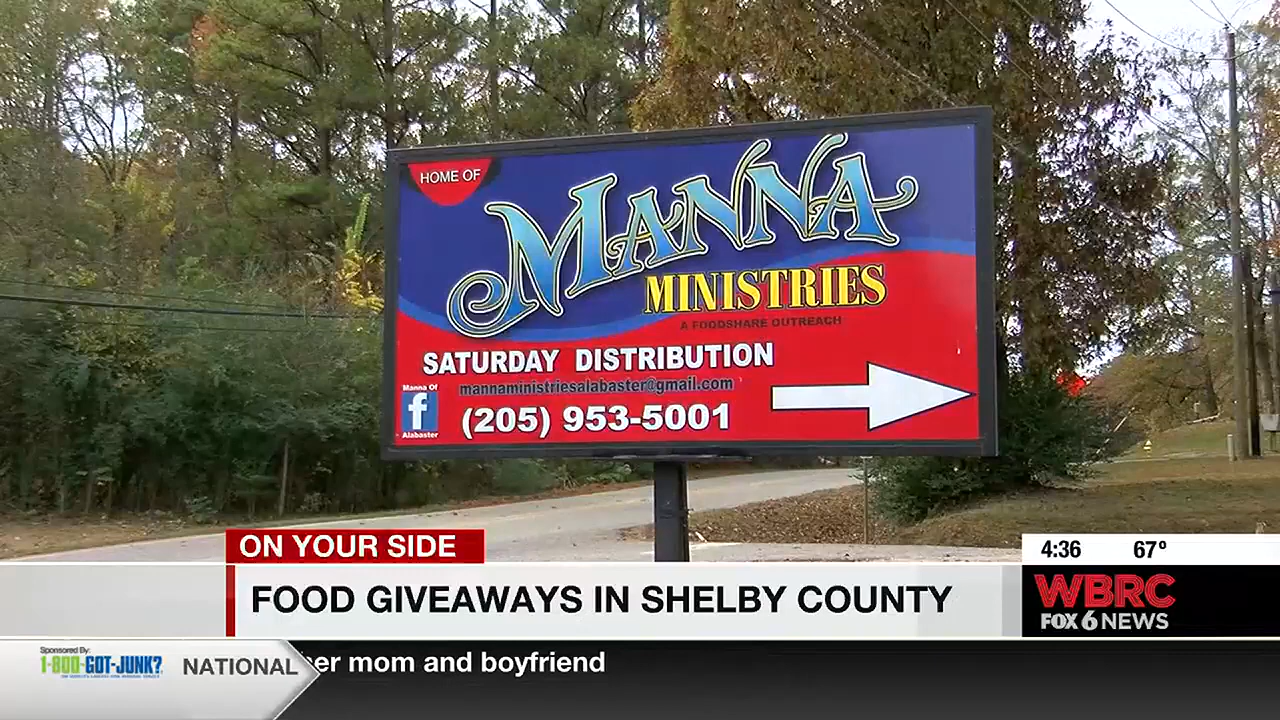 HOME OF
MANNA
MINISTRIES
A FOODSHARE OUTREACH
SATURDAY DISTRIBUTION
mannaministriesalabaster@gmail.com
Manna Of
f
Alabaster
(205) 953-5001
ON YOUR SIDE
FOOD GIVEAWAYS IN SHELBY COUNTY
4:36 67º
WBRC
FOX 6 NEWS
Sponsored By:
1-800-GOT-JUNK?
NATIONAL
her mom and boyfriend